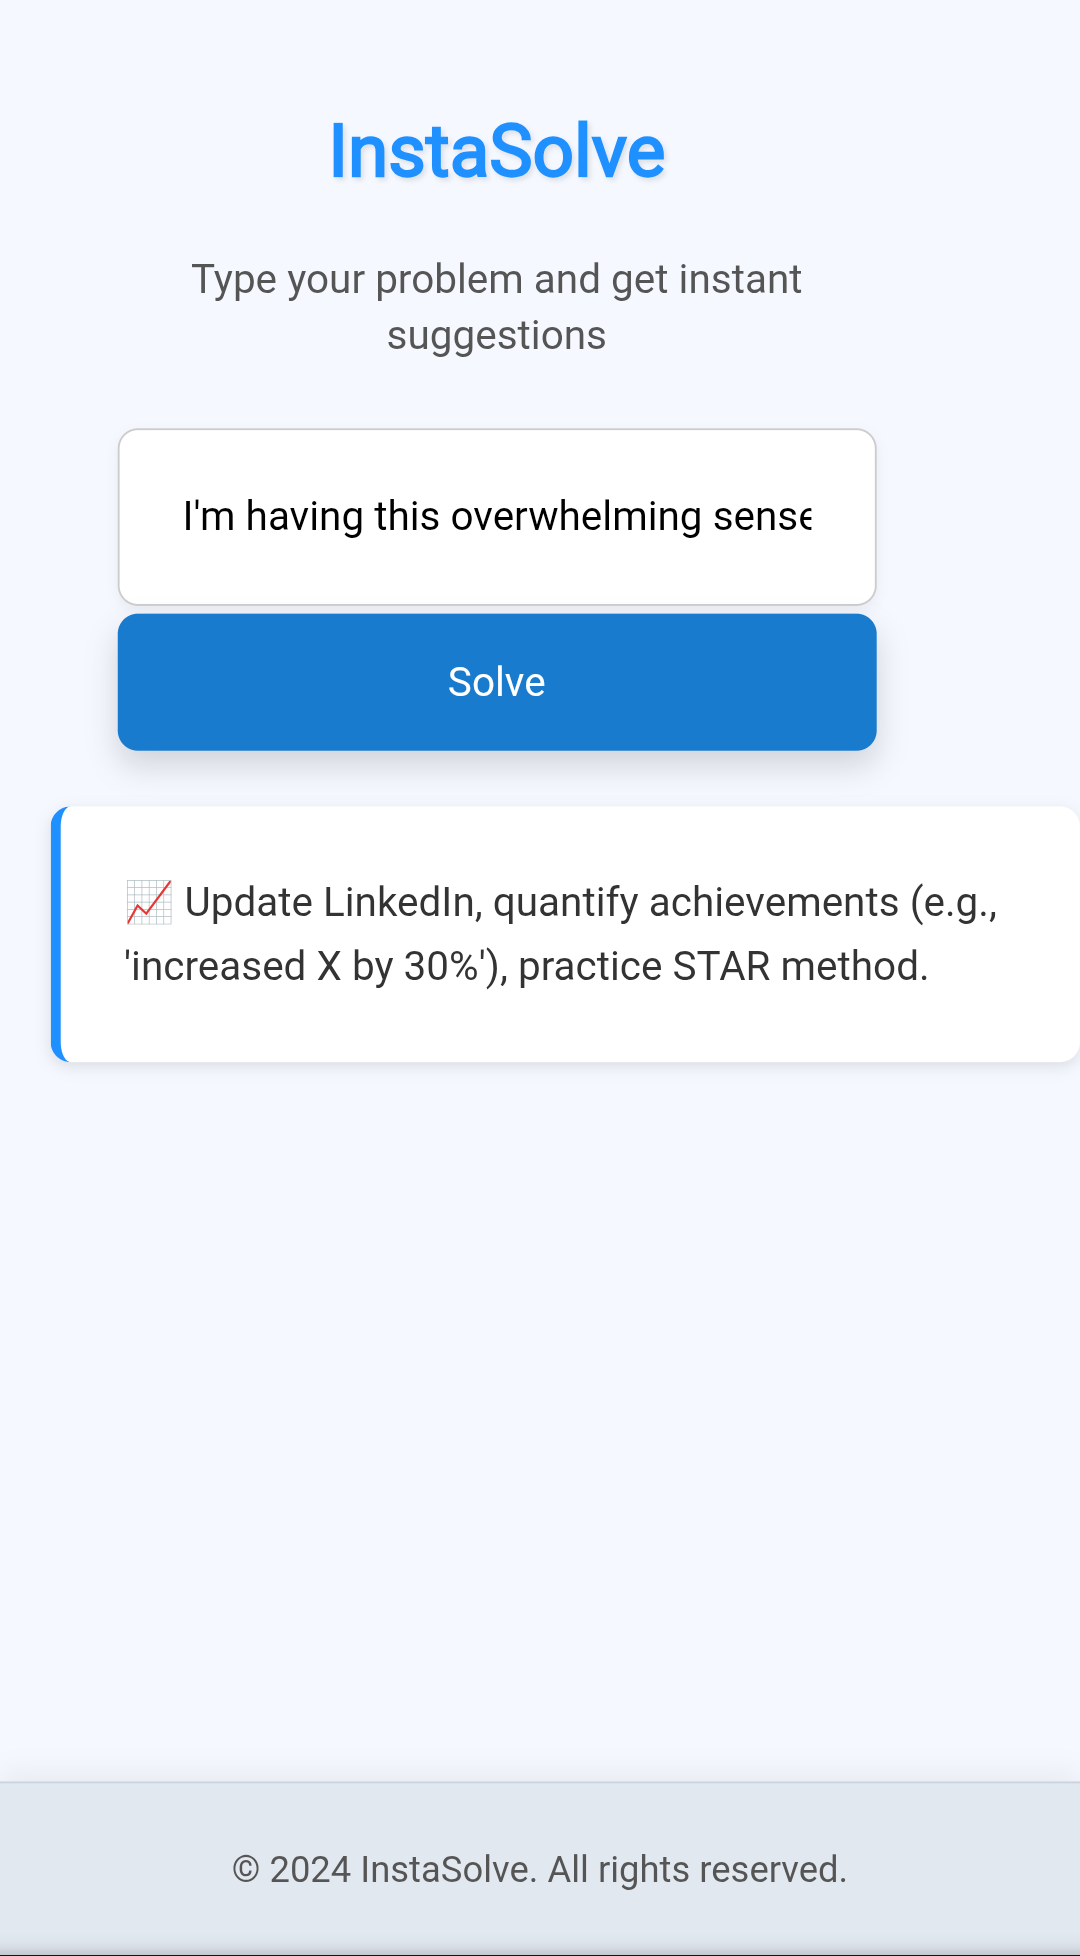 InstaSolve
Type your problem and get instant
suggestions
I'm having this overwhelming sense
Solve
📈 Update LinkedIn, quantify achievements (e.g.,
'increased X by 30%'), practice STAR method.
© 2024 InstaSolve. All rights reserved.